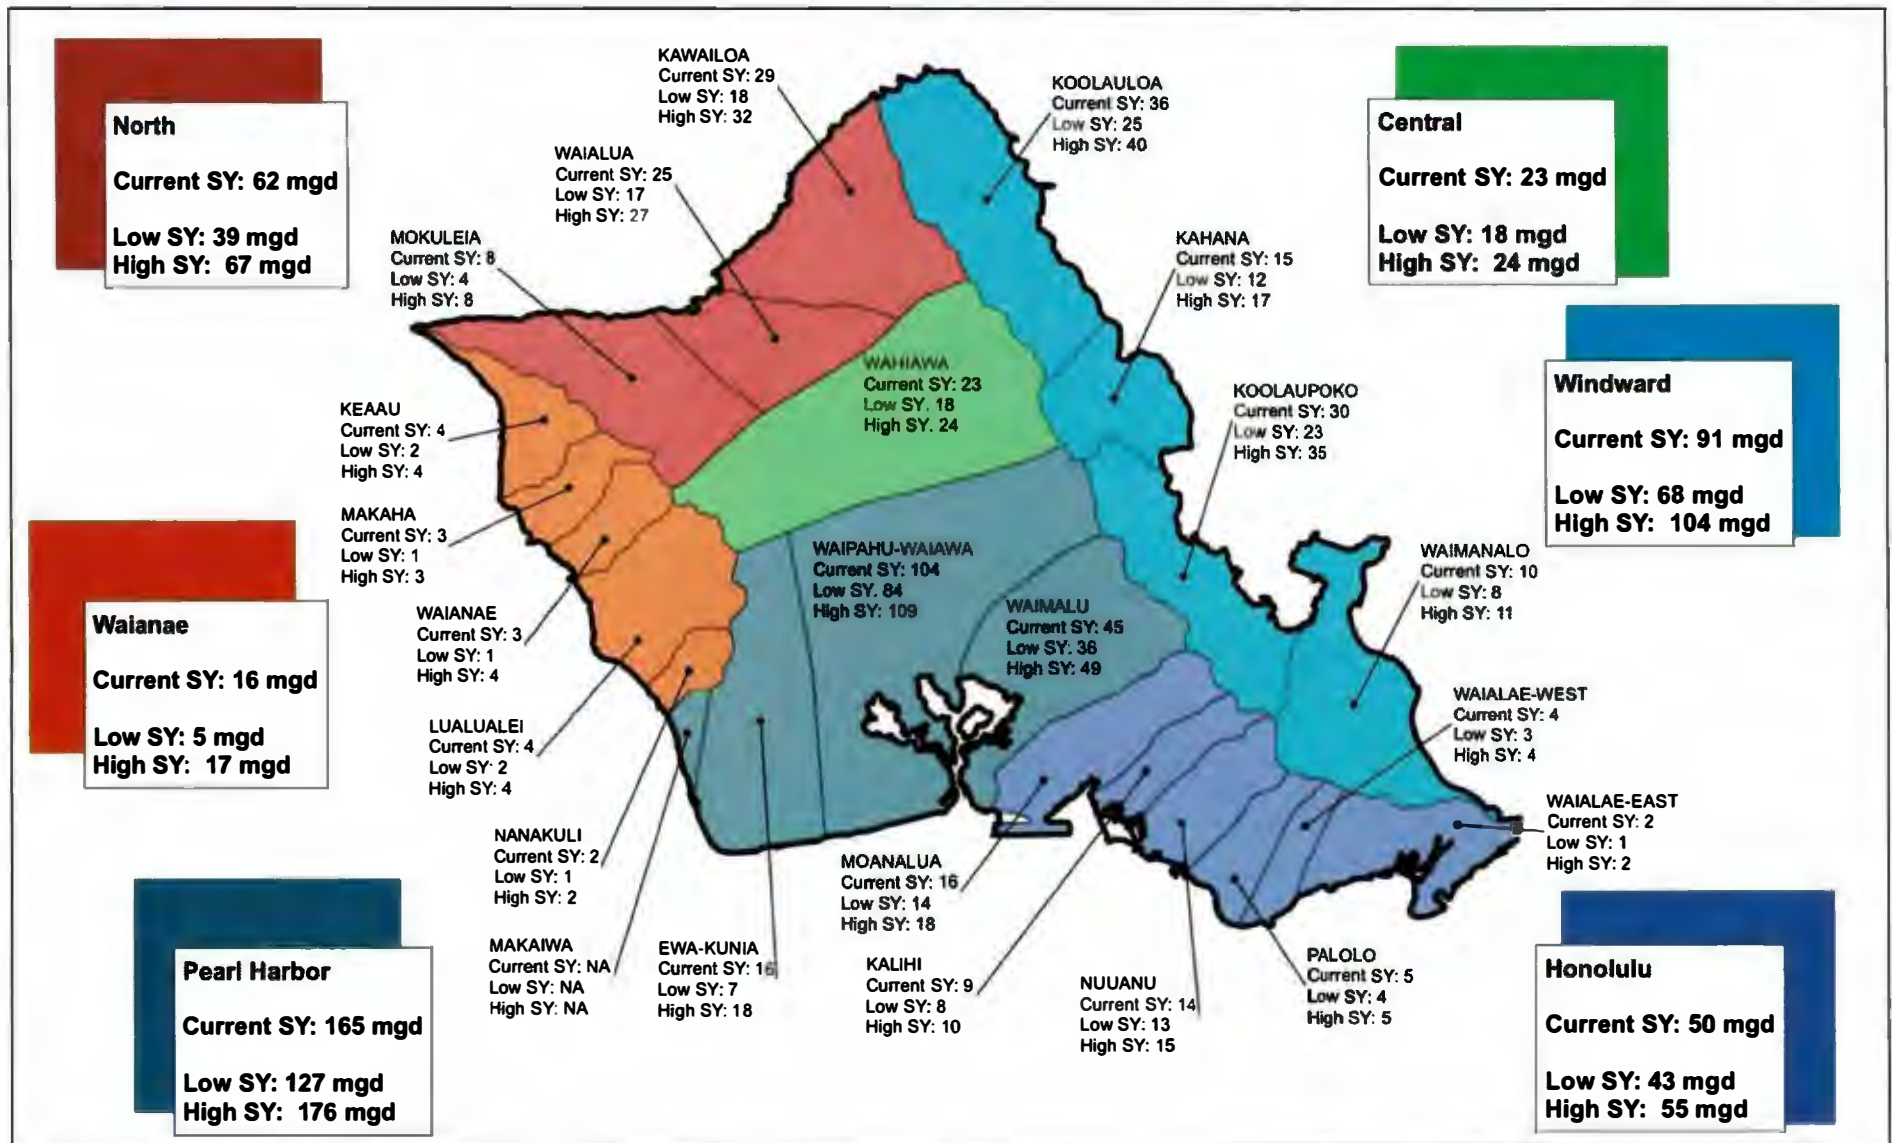 North
Current SY: 62 mgd
Low SY: 39 mgd
High SY: 67 mgd
KAWAILOA
Current SY: 29
Low SY: 18
High SY: 32
KOOLAULOA
Current SY: 36
Low SY: 25
High SY: 40
Central
Current SY: 23 mgd
Low SY: 18 mgd
High SY: 24 mgd
WAIALUA
Current SY: 25
Low SY: 17
High SY: 27
MOKULEIA
Current SY: 8
Low SY: 4
High SY: 8
KAHANA
Current SY: 15
Low SY: 12
High SY: 17
WAHIAWA
Current SY: 23
Low SY. 18
High SY. 24
KOOLAUPOKO
Current SY: 30
Low SY: 23
High SY: 35
Windward
Current SY: 91 mgd
Low SY: 68 mgd
High SY: 104 mgd
KEAAU
Current SY: 4
Low SY: 2
High SY: 4
MAKAHA
Current SY: 3
Low SY: 1
High SY: 3
WAIPAHU-WAIAWA
Current SY: 104
Low SY. 84
High SY: 109
WAIMANALO
Current SY: 10
Low SY: 8
High SY: 11
Waianae
Current SY: 16 mgd
Low SY: 5 mgd
High SY: 17 mgd
WAIANAE
Current SY: 3
Low SY: 1
High SY: 4
WAIMALU
Current SY: 45
Low SY: 36
High SY: 49
WAIALAE-WEST
Current SY: 4
Low SY: 3
High SY: 4
LUALUALEI
Current SY: 4
Low SY: 2
High SY: 4
WAIALAE-EAST
Current SY: 2
Low SY: 1
High SY: 2
NANAKULI
Current SY: 2
Low SY: 1
High SY: 2
MOANALUA
Current SY: 16
Low SY: 14
High SY: 18
MAKAIWA
Current SY: NA
Low SY: NA
High SY: NA
EWA-KUNIA
Current SY: 16
Low SY: 7
High SY: 18
KALIHI
Current SY: 9
Low SY: 8
High SY: 10
NUUANU
Current SY: 14
Low SY: 13
High SY: 15
PALOLO
Current SY: 5
Low SY: 4
High SY: 5
Pearl Harbor
Current SY: 165 mgd
Low SY: 127 mgd
High SY: 176 mgd
Honolulu
Current SY: 50 mgd
Low SY: 43 mgd
High SY: 55 mgd